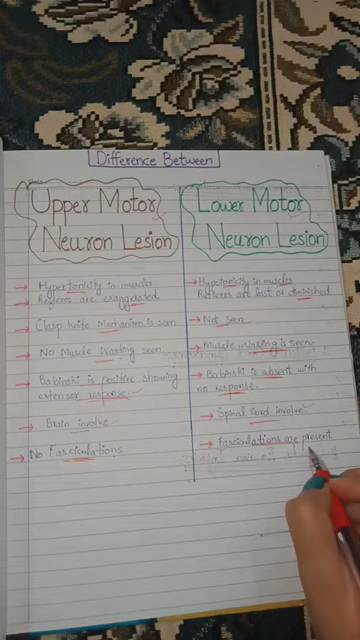 Difference Between
Upper Motor
Neuron Lesion
→ Hypertonicity in muscles
→ Reflexes are exaggerated
→ Clasp knife Mechanism is seen
→ No Muscle Wasting seen
→ Babinski is positive showing
extensor response
→ Brain involve
→ No Fasciculations
Lower Motor
Neuron Lesion
→ Hypotonicity in muscles
Reflexes are lost or
→ Not seen
→ Muscle wasting is seen
→ Babinski is absent with
no response
→ Spinal Cord involve
→ Fasciculations are present